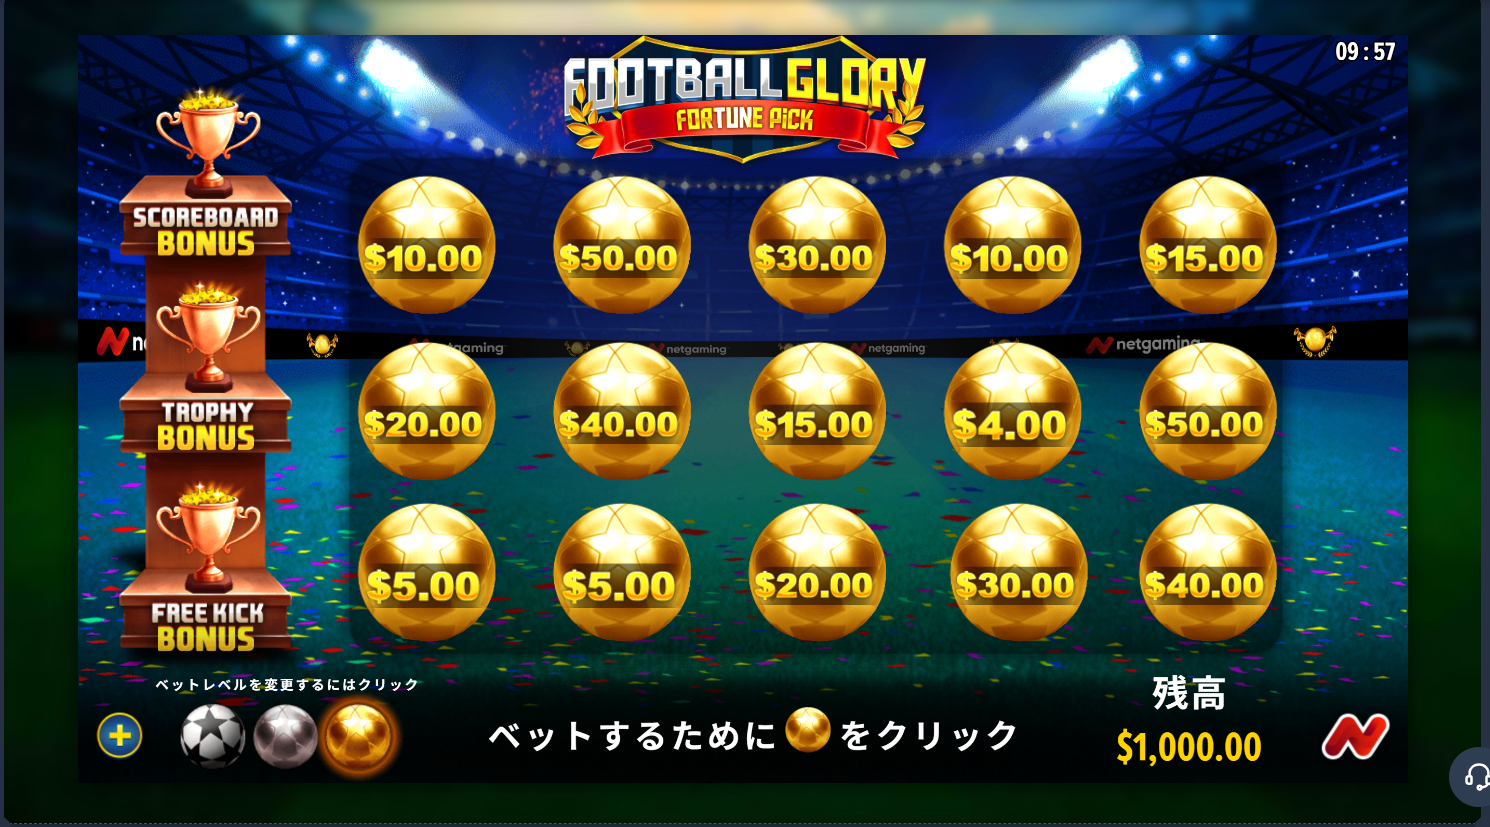 09:57
FOOTBALL GLORY
FORTUNE PICK
SCOREBOARD
BONUS
$10.00 $50.00 $30.00 $10.00 $15.00
netgaming netgaming netgaming
TROPHY
BONUS
$20.00 $40.00 $15.00 $4.00 $50.00
FREE KICK
BONUS
$5.00 $5.00 $20.00 $30.00 $40.00
ベットレベルを変更するにはクリック
ベットするために をクリック
残高
$1,000.00